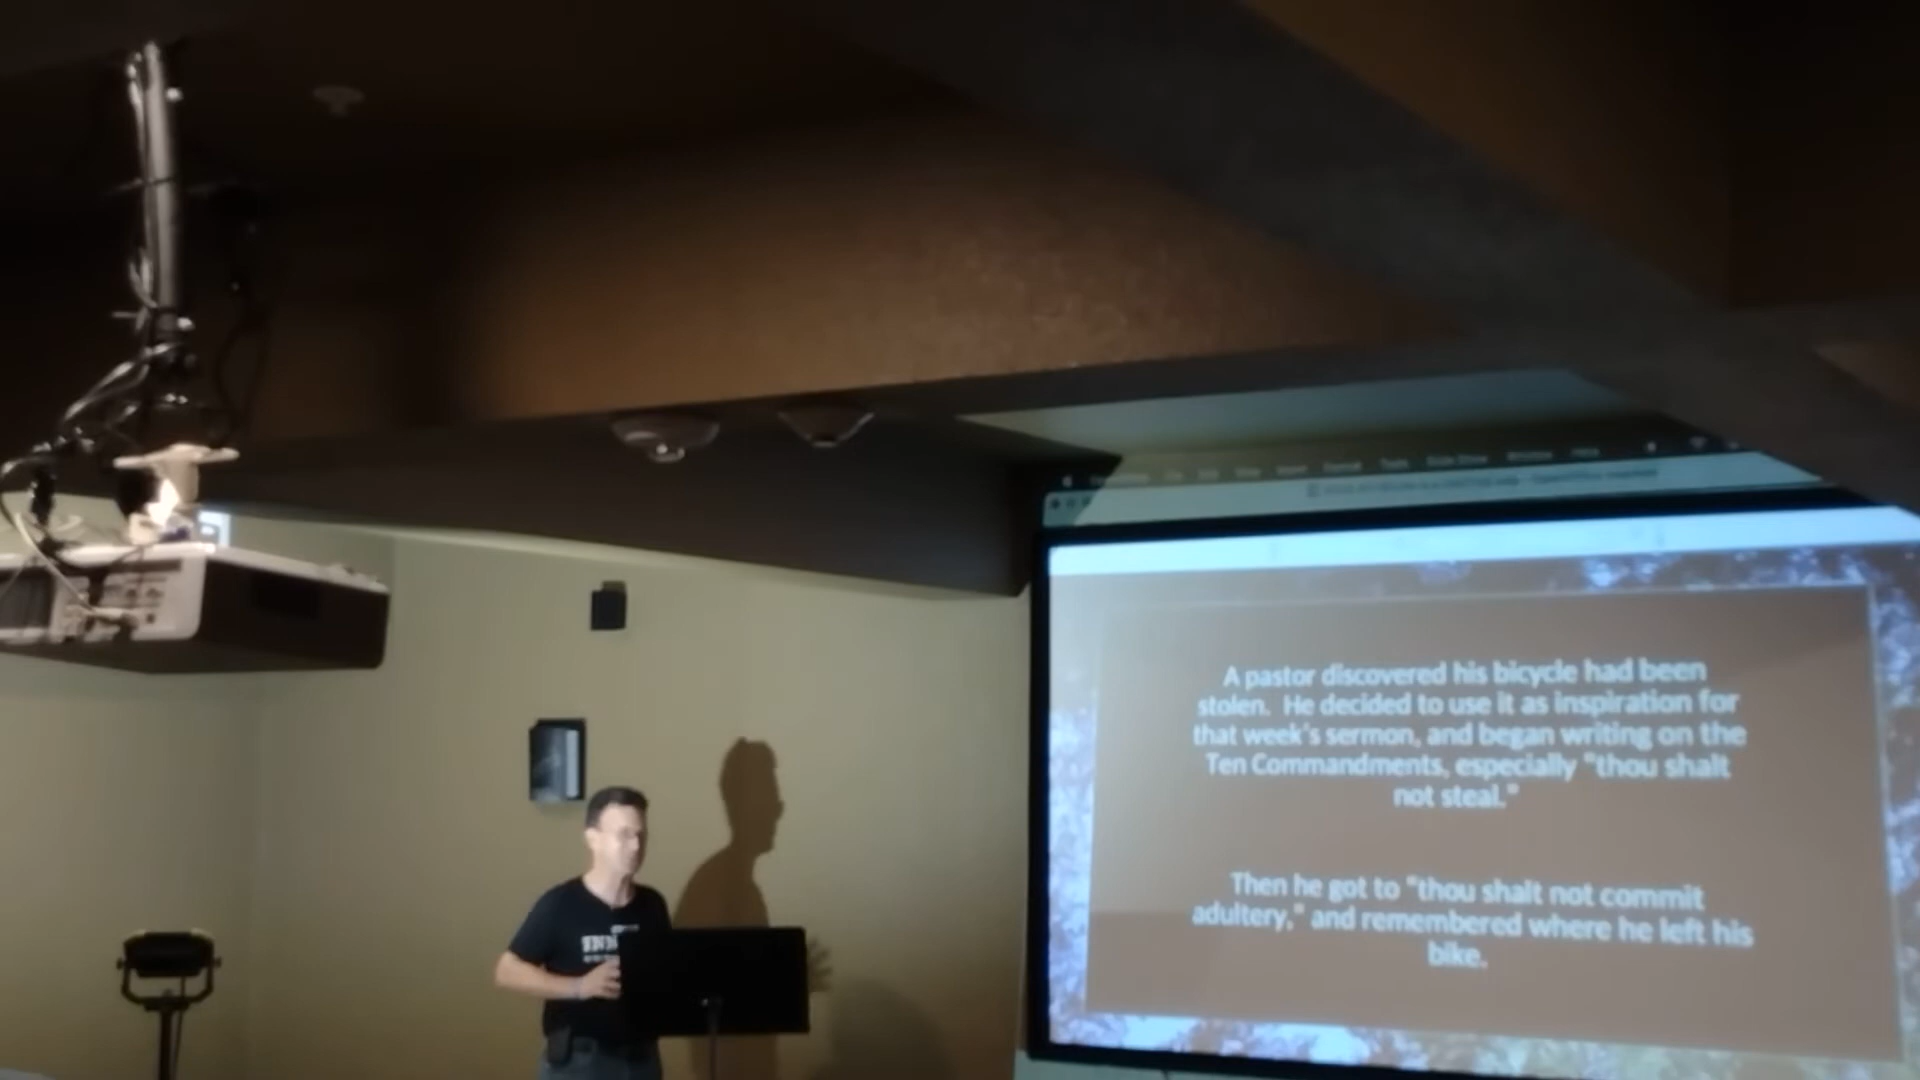 A pastor discovered his bicycle had been
stolen. He decided to use it as inspiration for
that week's sermon, and began writing on the
Ten Commandments, especially "thou shalt
not steal."
Then he got to "thou shalt not commit
adultery," and remembered where he left his
bike.